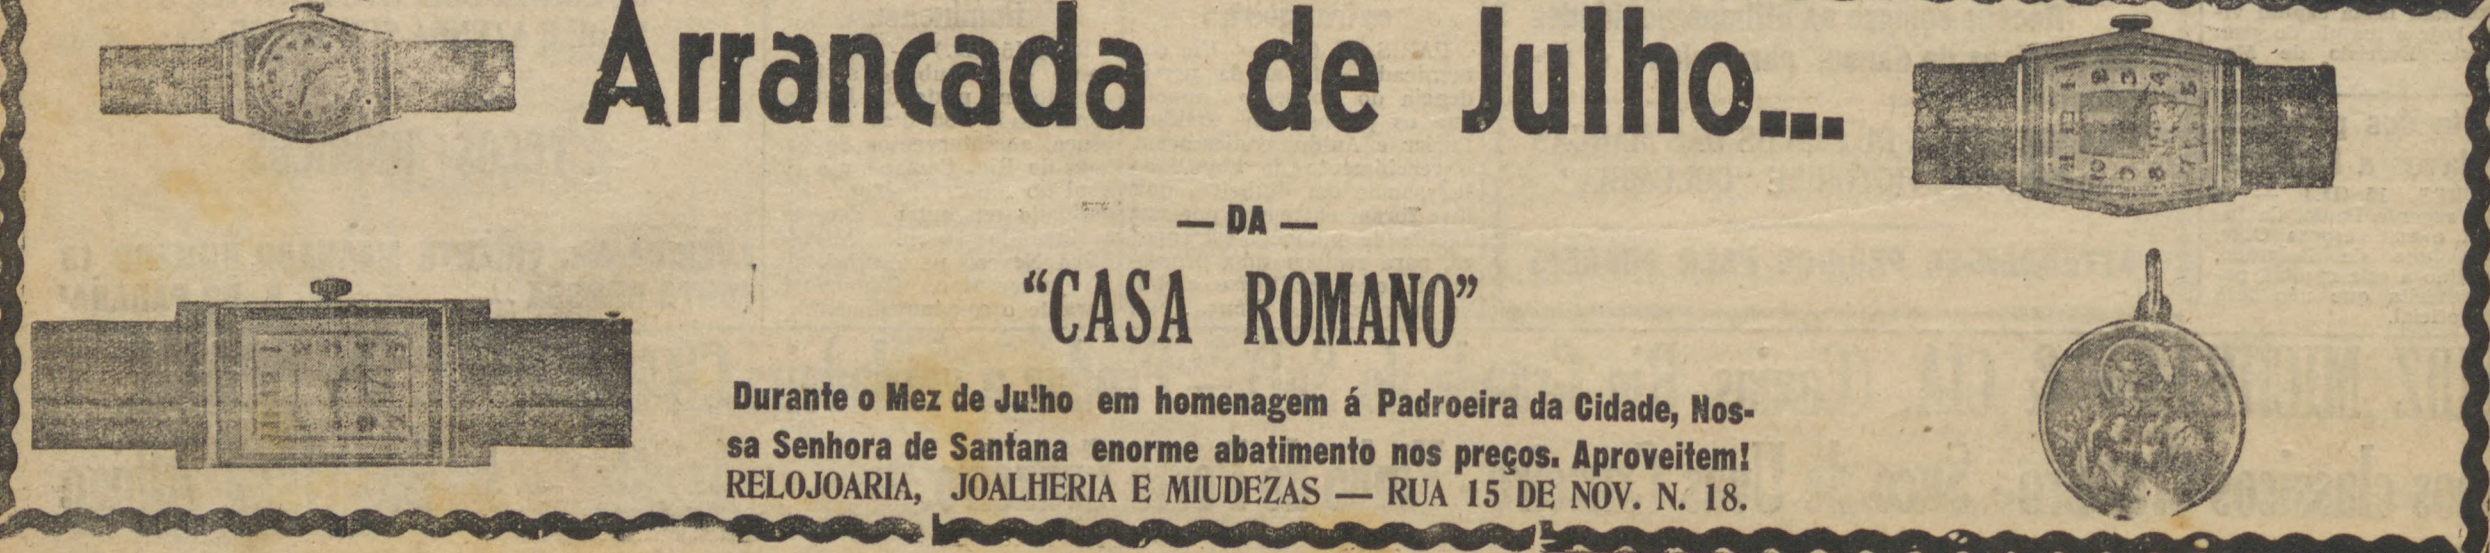 Arrancada de Julho...
— DA —
“CASA ROMANO”
Durante o Mez de Julho em homenagem á Padroeira da Cidade, Nos-
sa Senhora de Santana enorme abatimento nos preços. Aproveitem!
RELOJOARIA, JOALHERIA E MIUDEZAS — RUA 15 DE NOV. N. 18.